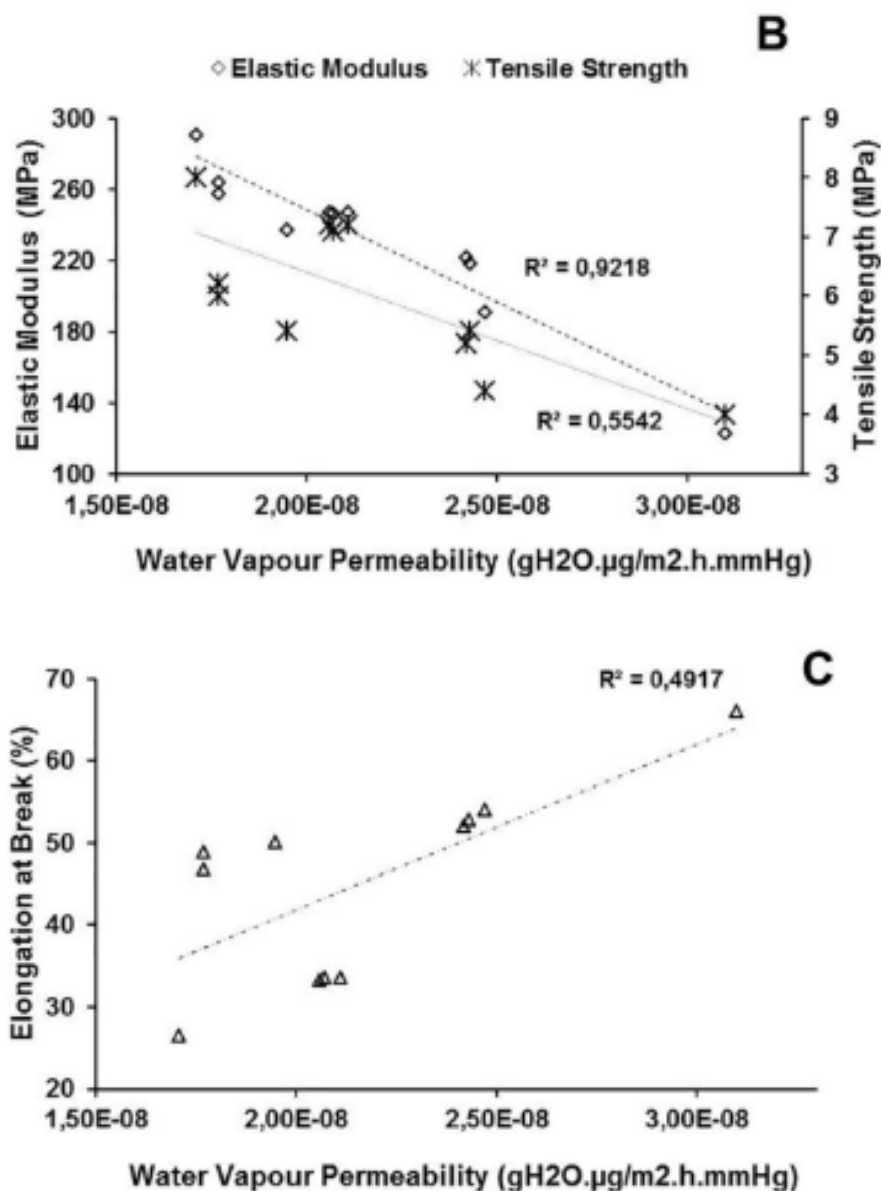 B
Elastic Modulus Tensile Strength
300 9
260 8
220 7
180 6
140 5
100 4
3
Elastic Modulus (MPa)
Tensile Strength (MPa)
R² = 0,9218
R² = 0,5542
1,50E-08 2,00E-08 2,50E-08 3,00E-08
Water Vapour Permeability (gH2O.µg/m2.h.mmHg)
C
R² = 0,4917
70
60
50
40
30
20
Elongation at Break (%)
1,50E-08 2,00E-08 2,50E-08 3,00E-08
Water Vapour Permeability (gH2O.µg/m2.h.mmHg)